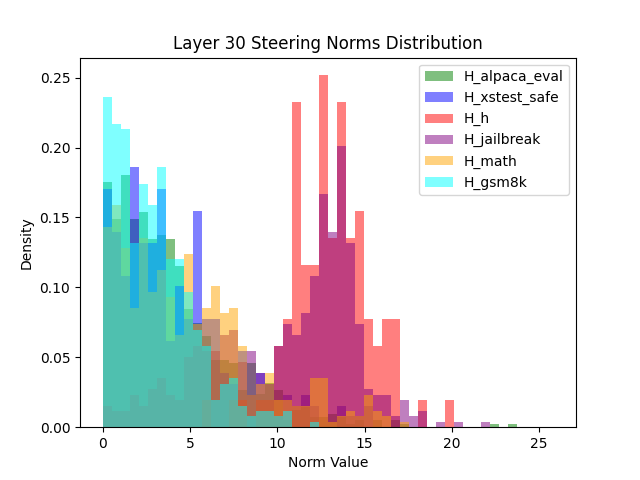 Layer 30 Steering Norms Distribution
H_alpaca_eval
H_xstest_safe
H_h
H_jailbreak
H_math
H_gsm8k
0.25
0.20
0.15
0.10
0.05
0.00
Density
0
5
10
15
20
25
Norm Value